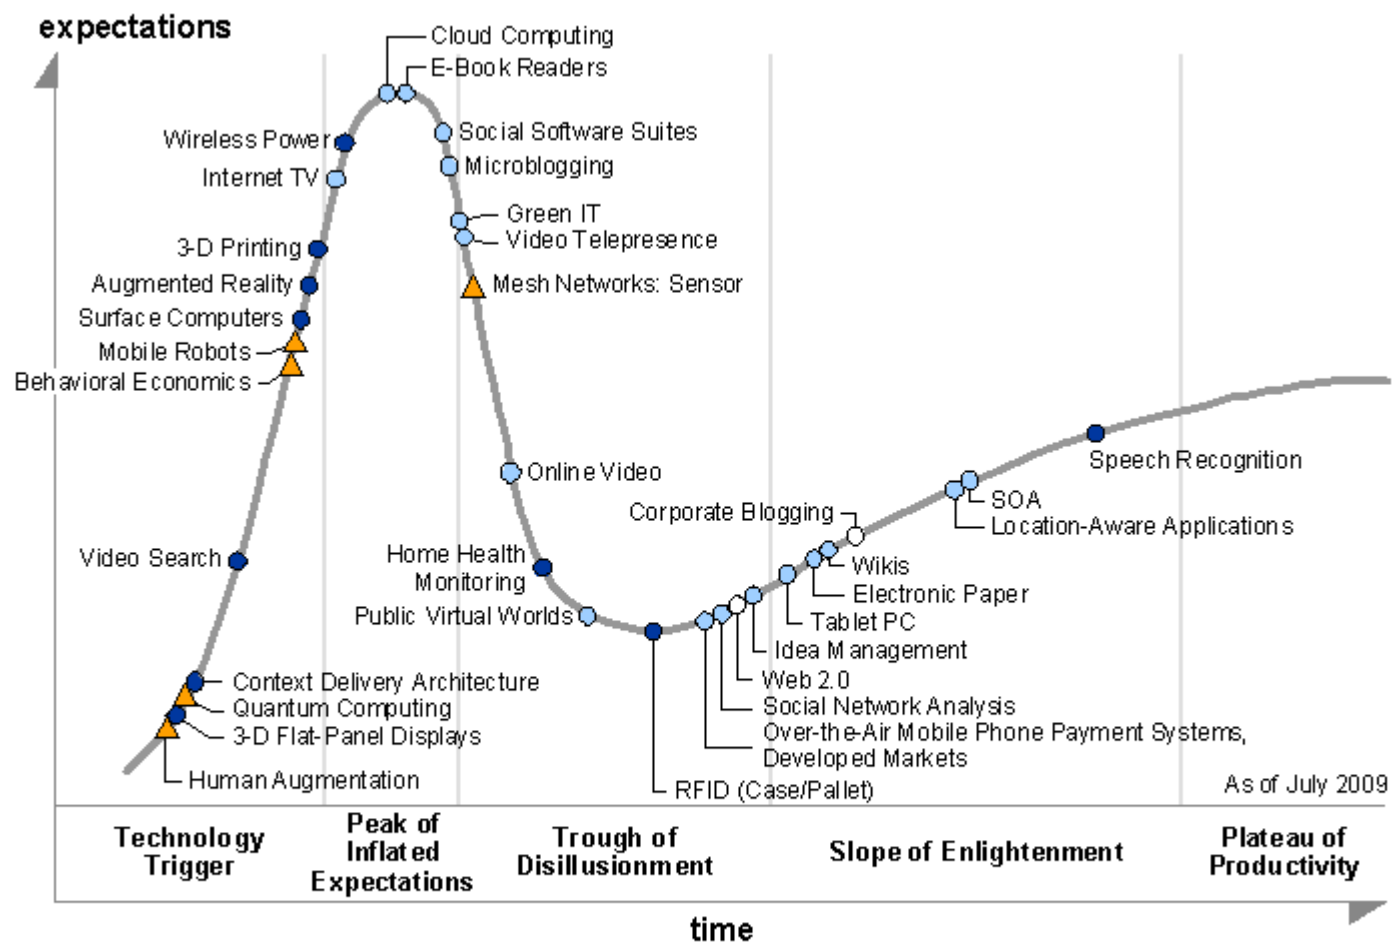 expectations
Cloud Computing
E-Book Readers
Social Software Suites
Wireless Power
Microblogging
Internet TV
Green IT
Video Telepresence
3-D Printing
Augmented Reality
Mesh Networks: Sensor
Surface Computers
Mobile Robots
Behavioral Economics
Speech Recognition
Online Video
SOA
Corporate Blogging
Location-Aware Applications
Home Health
Monitoring
Video Search
Wikis
Electronic Paper
Public Virtual Worlds
Tablet PC
Idea Management
Web 2.0
Context Delivery Architecture
Quantum Computing
Social Network Analysis
3-D Flat-Panel Displays
Over-the-Air Mobile Phone Payment Systems,
Developed Markets
Human Augmentation
RFID (Case/Pallet)
As of July 2009
Technology
Trigger
Peak of
Inflated
Expectations
Trough of
Disillusionment
Slope of Enlightenment
Plateau of
Productivity
time